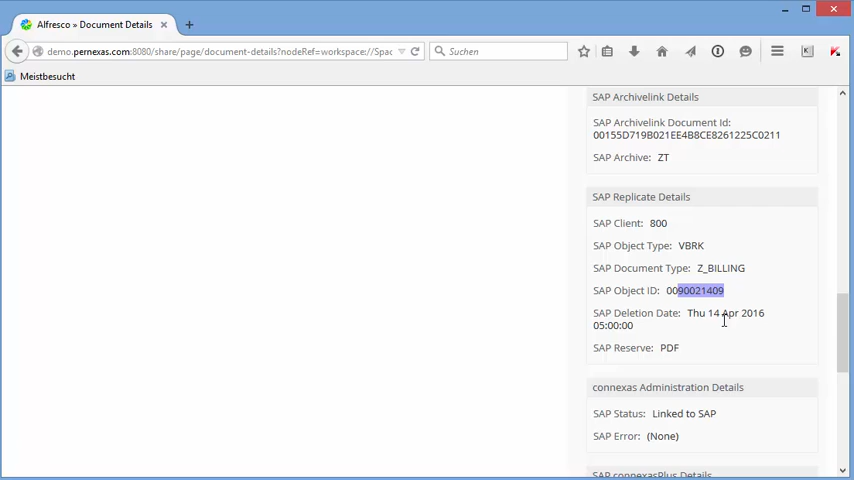 Alfresco » Document Details
demo.pernexas.com:8080/share/page/document-details?nodeRef=workspace://Spac
Suchen
Meistbesucht
SAP Archivelink Details
SAP Archivelink Document Id:
00155D719B021EE4B8CE8261225C0211
SAP Archive: ZT
SAP Replicate Details
SAP Client: 800
SAP Object Type: VBRK
SAP Document Type: Z_BILLING
SAP Object ID: 0090021409
SAP Deletion Date: Thu 14 Apr 2016
05:00:00
SAP Reserve: PDF
connexas Administration Details
SAP Status: Linked to SAP
SAP Error: (None)
SAP connexasPlus Details